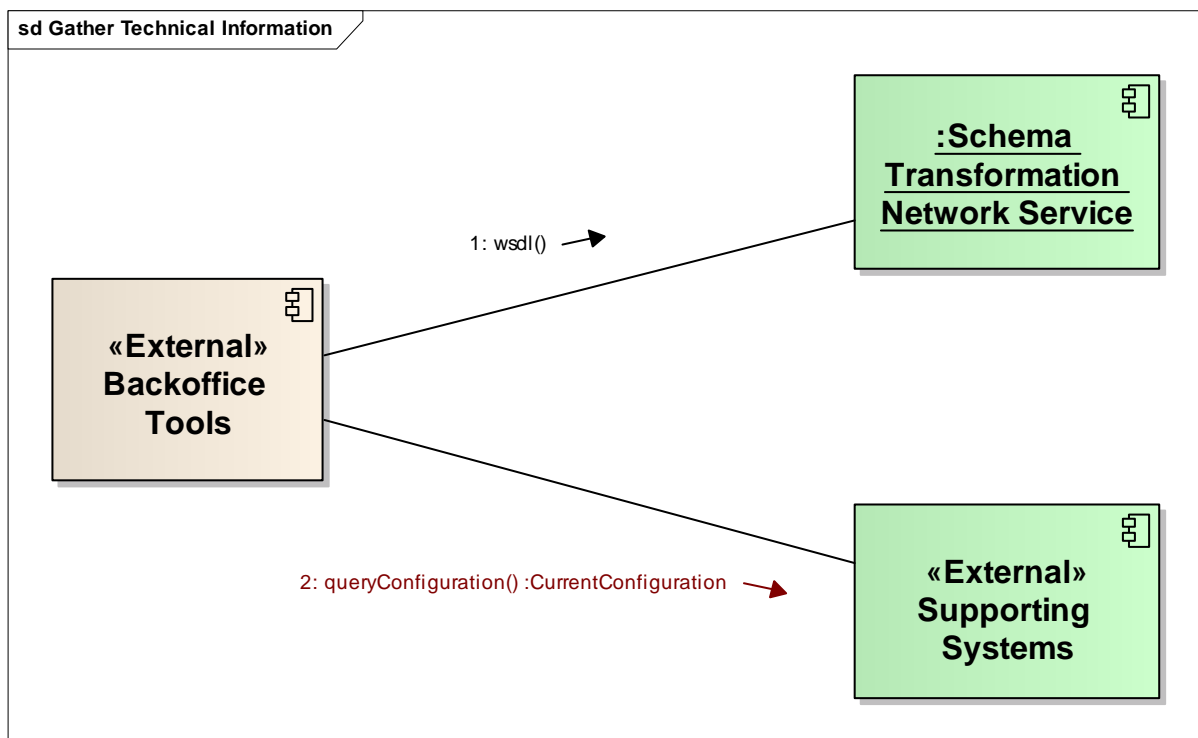 sd Gather Technical Information
:Schema
Transformation
Network Service
1: wsdl()
«External»
Backoffice
Tools
2: queryConfiguration() :CurrentConfiguration
«External»
Supporting
Systems